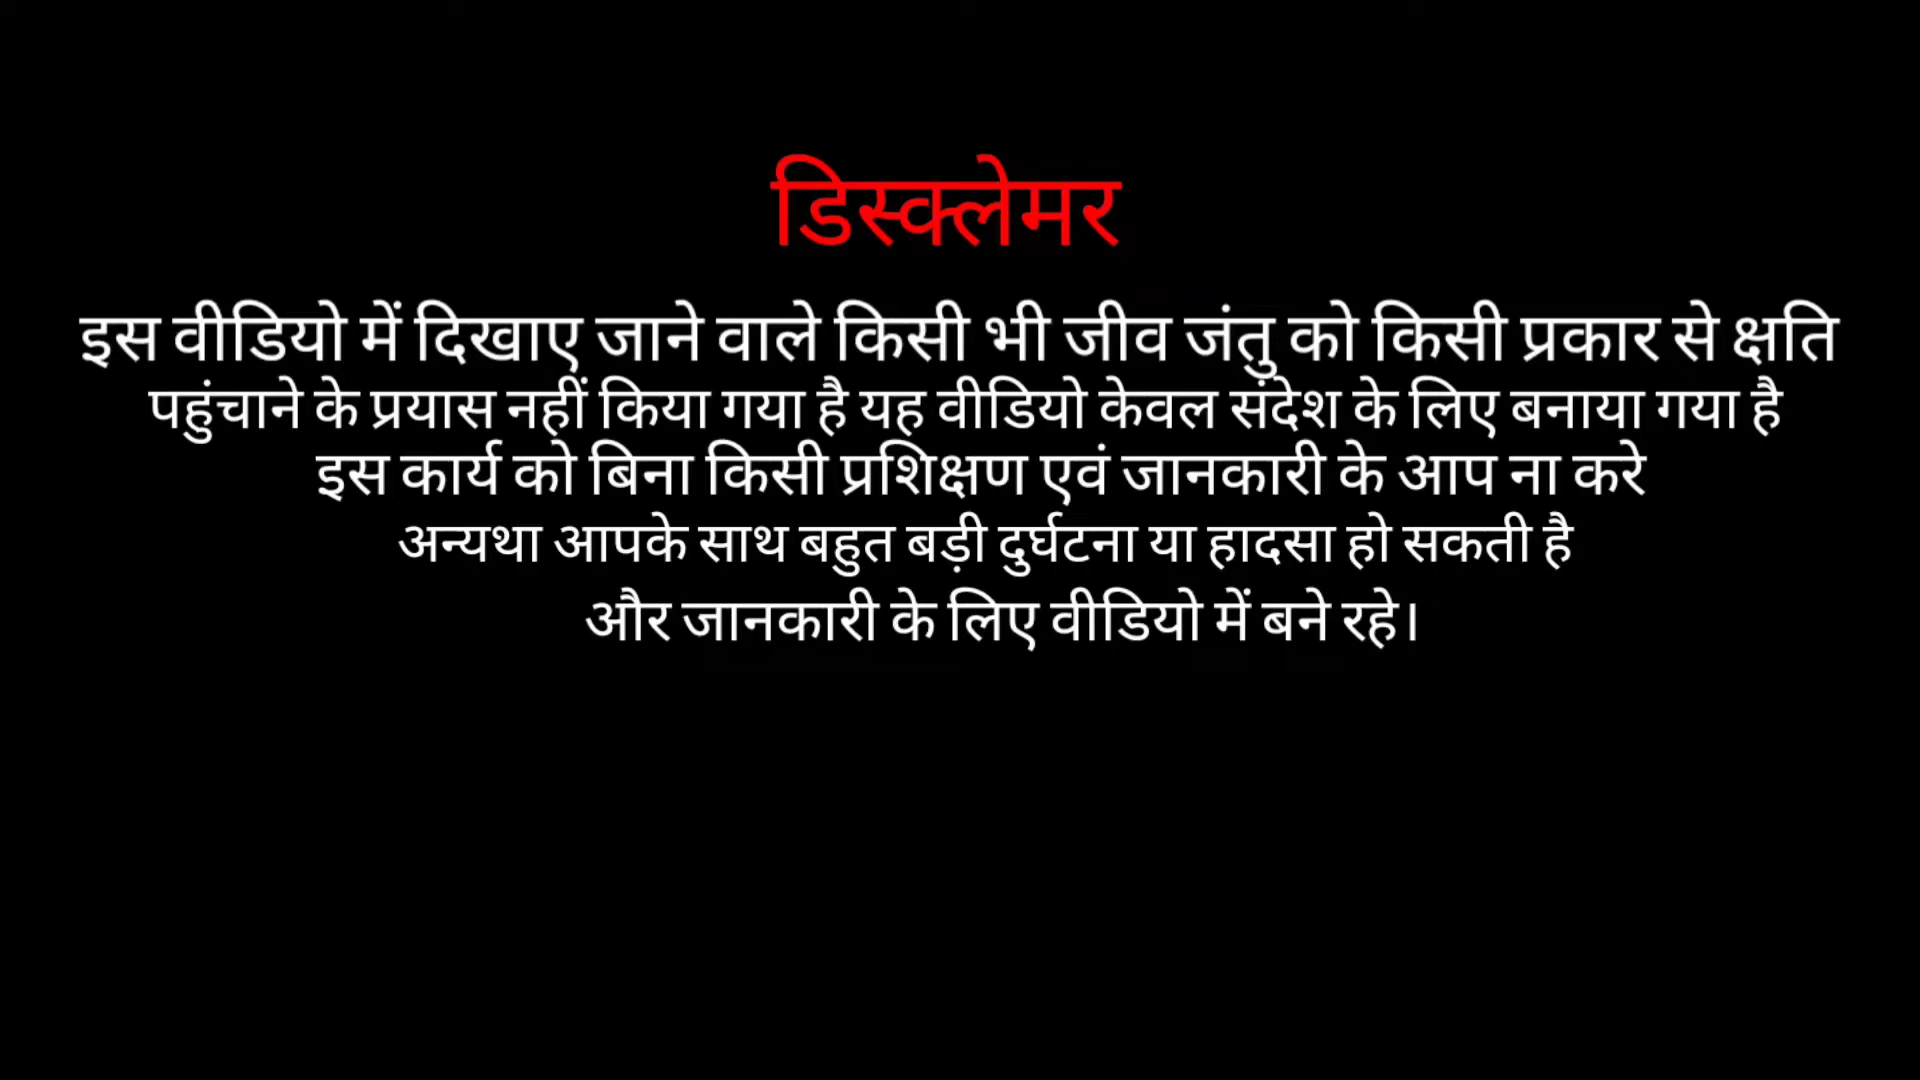 डिस्क्लेमर
इस वीडियो में दिखाए जाने वाले किसी भी जीव जंतु को किसी प्रकार से क्षति
पहुंचाने के प्रयास नहीं किया गया है यह वीडियो केवल संदेश के लिए बनाया गया है
इस कार्य को बिना किसी प्रशिक्षण एवं जानकारी के आप ना करे
अन्यथा आपके साथ बहुत बड़ी दुर्घटना या हादसा हो सकती है
और जानकारी के लिए वीडियो में बने रहे।